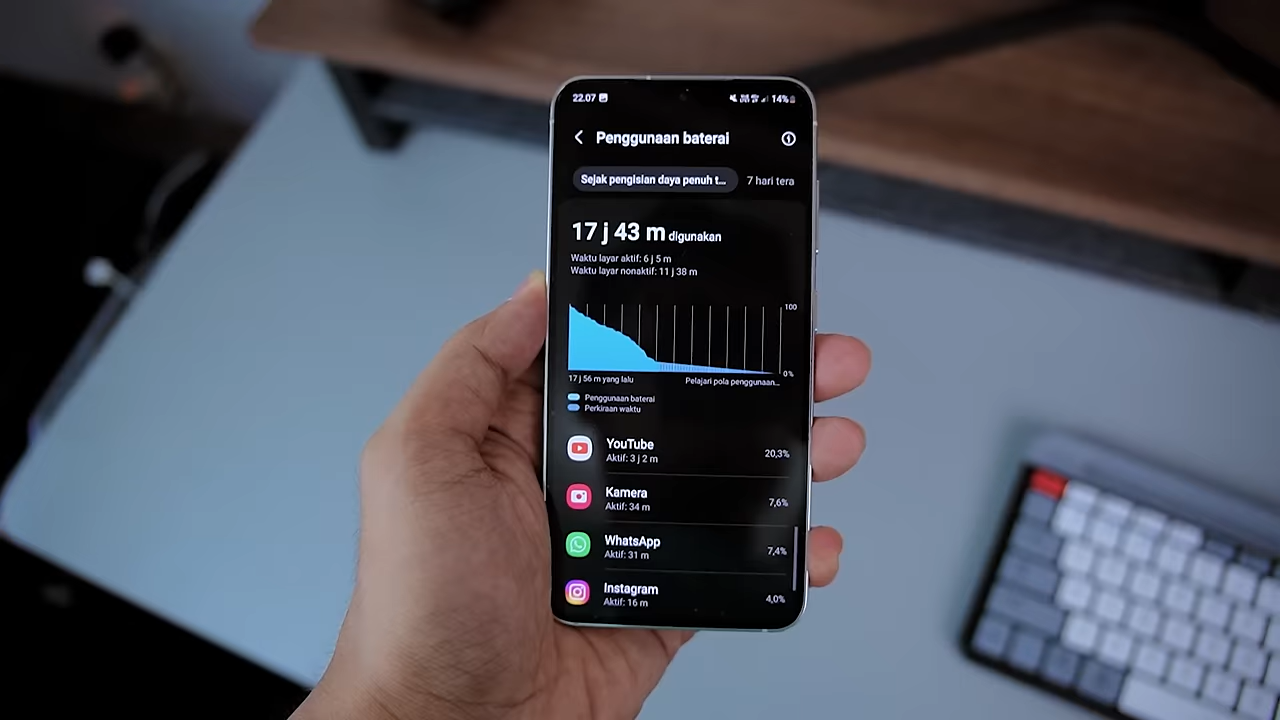 22.07 14%
Penggunaan baterai
Sejak pengisian daya penuh t... 7 hari tera
17 j 43 m digunakan
Waktu layar aktif: 6 j 5 m
Waktu layar nonaktif: 11 j 38 m
100
0%
17 j 56 m yang lalu Pelajari pola penggunaan...
Penggunaan baterai
Perkiraan waktu
YouTube
Aktif: 3 j 2 m 20,3%
Kamera
Aktif: 34 m 7,6%
WhatsApp
Aktif: 31 m 7,4%
Instagram
Aktif: 16 m 4,0%